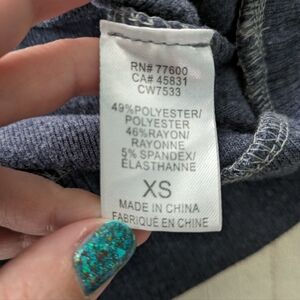 RN# 77600
CA# 45831
CW7533
49%POLYESTER/
POLYESTER
46%RAYON/
RAYONNE
5% SPANDEX/
ELASTHANNE
XS
MADE IN CHINA
FABRIQUÉ EN CHINE